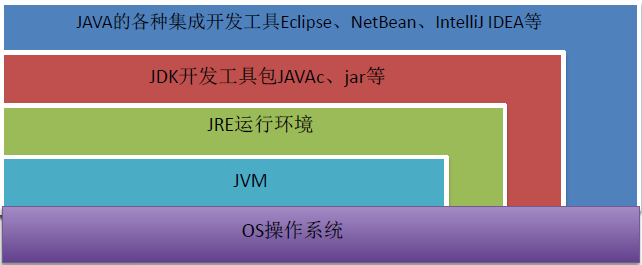 JAVA的各种集成开发工具Eclipse、NetBean、IntelliJ IDEA等
JDK开发工具包JAVAc、jar等
JRE运行环境
JVM
OS操作系统